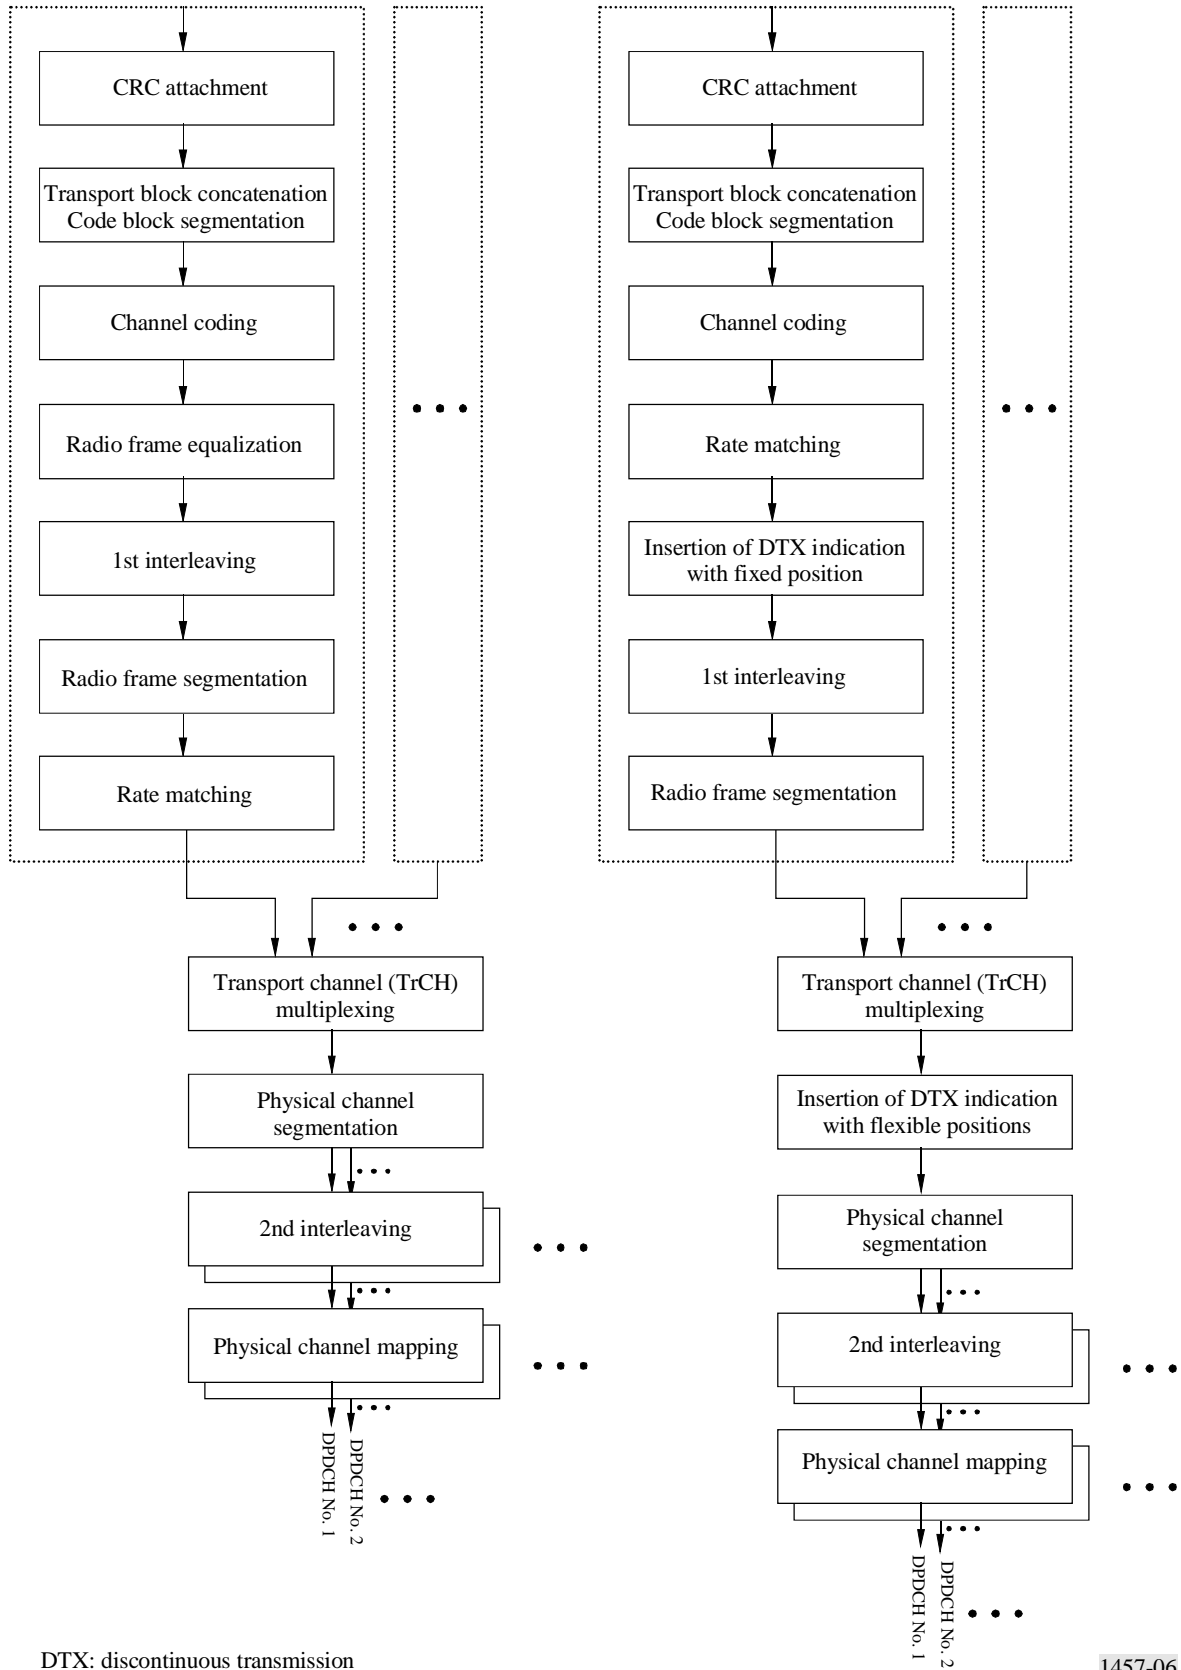 CRC attachment
Transport block concatenation
Code block segmentation
Channel coding
Radio frame equalization
1st interleaving
Radio frame segmentation
Rate matching
Transport channel (TrCH)
multiplexing
Physical channel
segmentation
2nd interleaving
Physical channel mapping
DPDCH No. 1
DPDCH No. 2
CRC attachment
Transport block concatenation
Code block segmentation
Channel coding
Rate matching
Insertion of DTX indication
with fixed position
1st interleaving
Radio frame segmentation
Transport channel (TrCH)
multiplexing
Insertion of DTX indication
with flexible positions
Physical channel
segmentation
2nd interleaving
Physical channel mapping
DPDCH No. 1
DPDCH No. 2
DTX: discontinuous transmission
1457-06